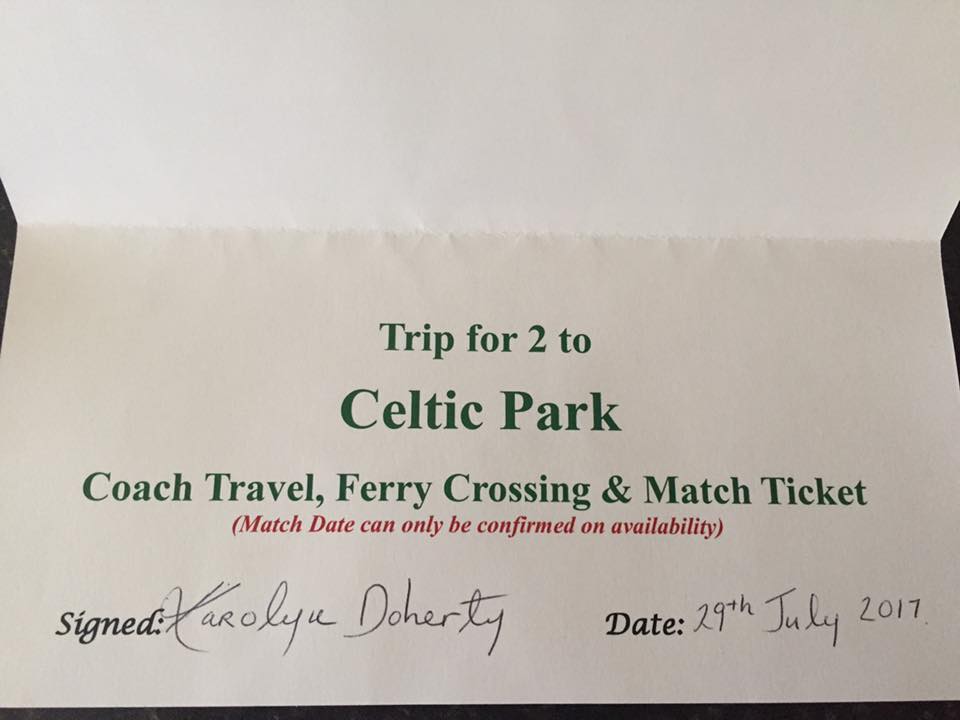 Trip for 2 to
Celtic Park
Coach Travel, Ferry Crossing & Match Ticket
(Match Date can only be confirmed on availability)
Signed: Karolyn Doherty Date: 29th July 2017.